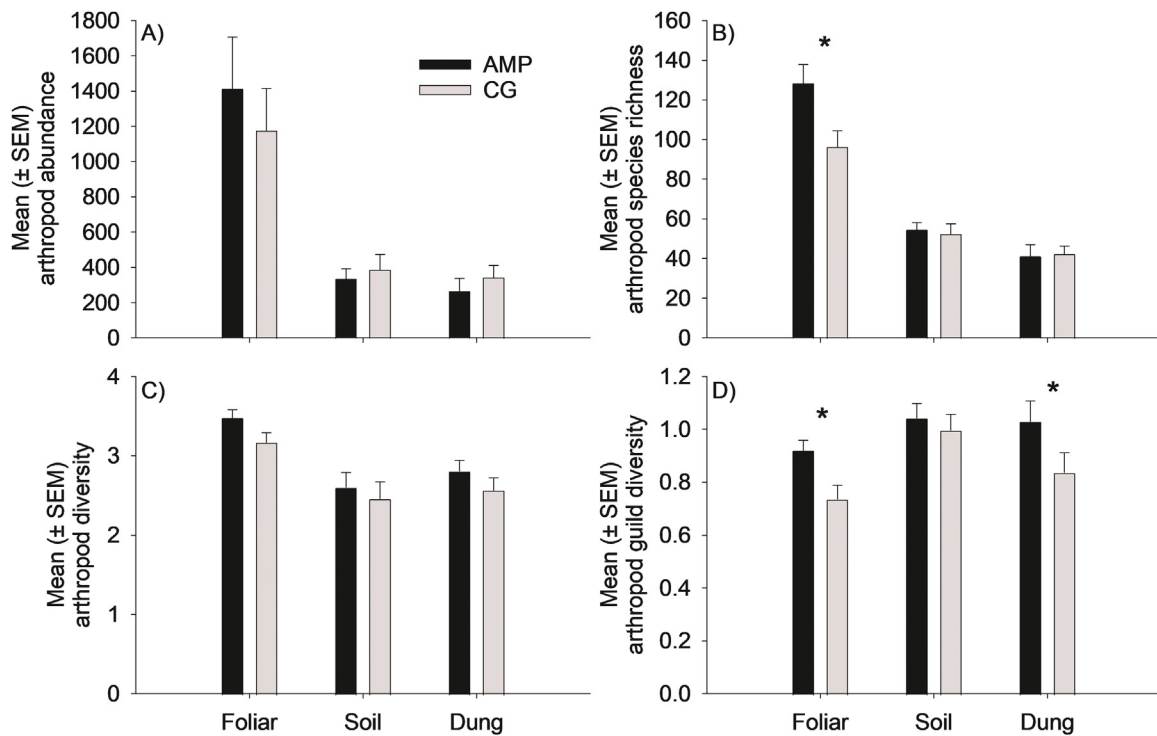 A)
Mean (± SEM)
arthropod abundance
1800
1600
1400
1200
1000
800
600
400
200
0
AMP
CG
B)
Mean (± SEM)
arthropod species richness
160
140
120
100
80
60
40
20
0
*
C)
Mean (± SEM)
arthropod diversity
4
3
2
1
0
Foliar Soil Dung
D)
Mean (± SEM)
arthropod guild diversity
1.2
1.0
0.8
0.6
0.4
0.2
0.0
* *
Foliar Soil Dung